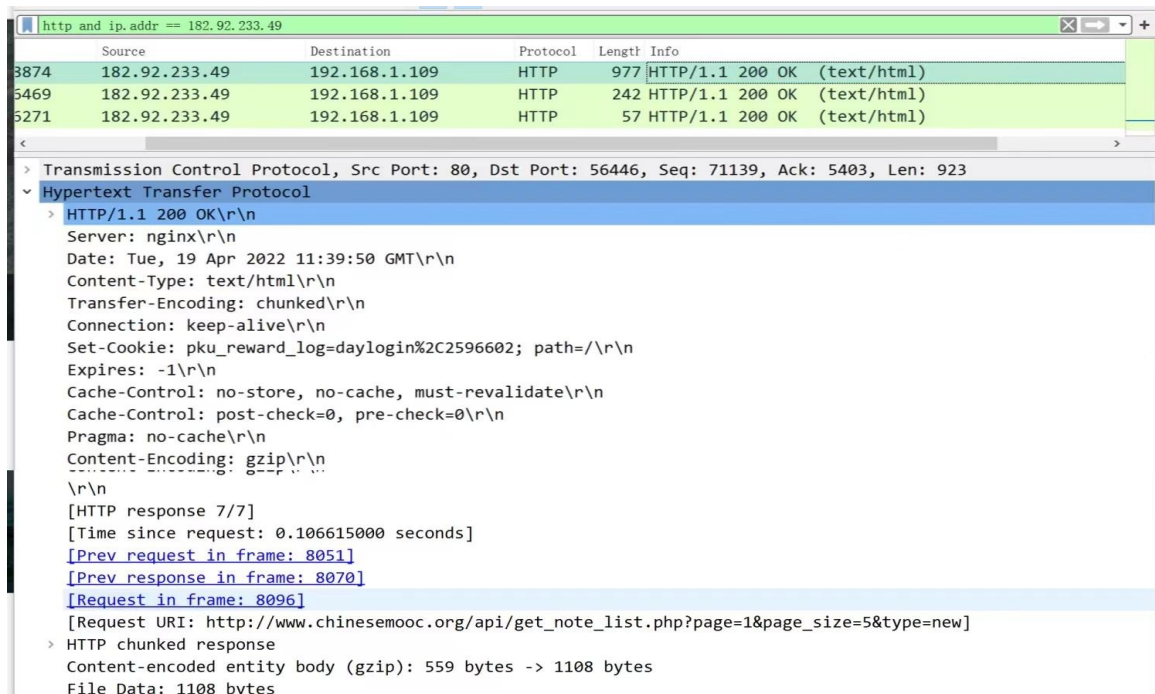 http and ip.addr == 182.92.233.49
Source Destination Protocol Length Info
3874 182.92.233.49 192.168.1.109 HTTP 977 HTTP/1.1 200 OK (text/html)
6469 182.92.233.49 192.168.1.109 HTTP 242 HTTP/1.1 200 OK (text/html)
6271 182.92.233.49 192.168.1.109 HTTP 57 HTTP/1.1 200 OK (text/html)
Transmission Control Protocol, Src Port: 80, Dst Port: 56446, Seq: 71139, Ack: 5403, Len: 923
Hypertext Transfer Protocol
HTTP/1.1 200 OK\r\n
Server: nginx\r\n
Date: Tue, 19 Apr 2022 11:39:50 GMT\r\n
Content-Type: text/html\r\n
Transfer-Encoding: chunked\r\n
Connection: keep-alive\r\n
Set-Cookie: pku_reward_log=daylogin%2C2596602; path=/\r\n
Expires: -1\r\n
Cache-Control: no-store, no-cache, must-revalidate\r\n
Cache-Control: post-check=0, pre-check=0\r\n
Pragma: no-cache\r\n
Content-Encoding: gzip\r\n
\r\n
[HTTP response 7/7]
[Time since request: 0.106615000 seconds]
[Prev request in frame: 8051]
[Prev response in frame: 8070]
[Request in frame: 8096]
[Request URI: http://www.chinesemooc.org/api/get_note_list.php?page=1&page_size=5&type=new]
HTTP chunked response
Content-encoded entity body (gzip): 559 bytes -> 1108 bytes
File Data: 1108 bytes